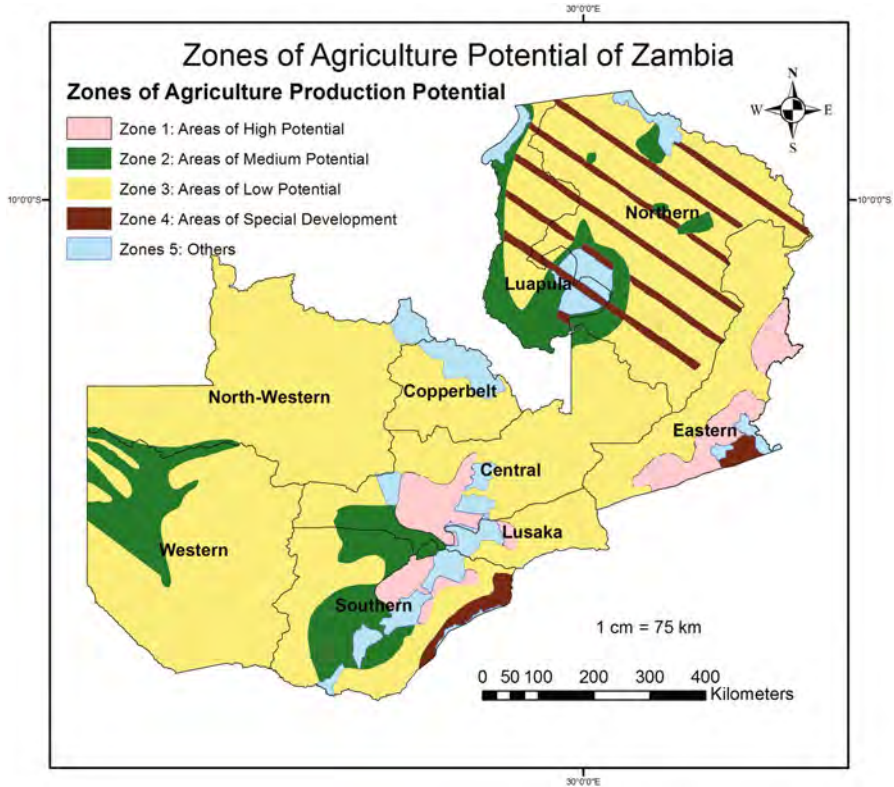 30°0'0"E
Zones of Agriculture Potential of Zambia
Zones of Agriculture Production Potential
Zone 1: Areas of High Potential
Zone 2: Areas of Medium Potential
Zone 3: Areas of Low Potential
Zone 4: Areas of Special Development
Zones 5: Others
N
W
E
S
10°0'0"S
10°0'0"S
Northern
Luapula
North-Western
Copperbelt
Eastern
Central
Lusaka
Western
Southern
1 cm = 75 km
0 50 100 200 300 400
Kilometers
30°0'0"E